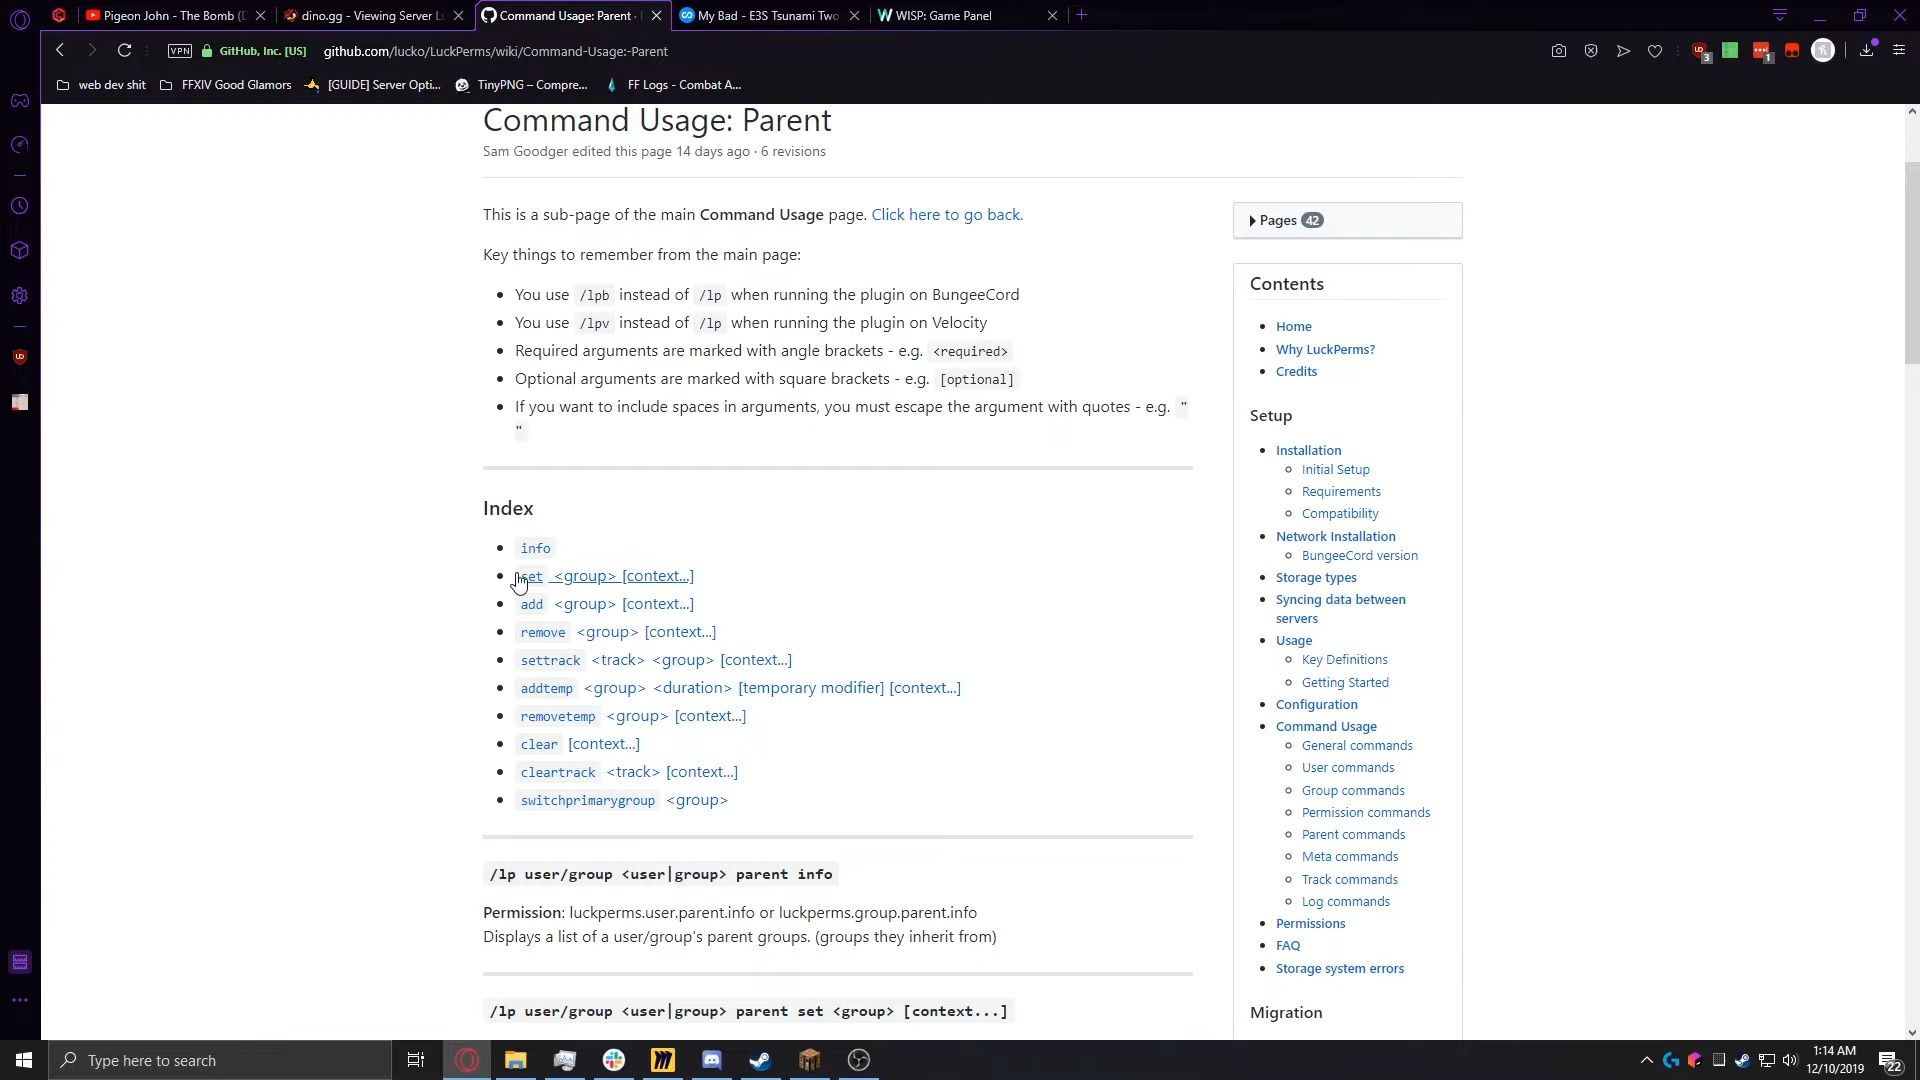 Pigeon John - The Bomb (D
dino.gg - Viewing Server L
Command Usage: Parent ·
My Bad - E3S Tsunami Two
WISP: Game Panel
VPN
GitHub, Inc. [US]
github.com/lucko/LuckPerms/wiki/Command-Usage:-Parent
3
1
web dev shit
FFXIV Good Glamors
[GUIDE] Server Opti...
TinyPNG – Compre...
FF Logs - Combat A...
Command Usage: Parent
Sam Goodger edited this page 14 days ago · 6 revisions
This is a sub-page of the main Command Usage page. Click here to go back.
Key things to remember from the main page:
You use /lpb instead of /lp when running the plugin on BungeeCord
You use /lpv instead of /lp when running the plugin on Velocity
Required arguments are marked with angle brackets - e.g. <required>
Optional arguments are marked with square brackets - e.g. [optional]
If you want to include spaces in arguments, you must escape the argument with quotes - e.g. "
"
Index
info
set <group> [context...]
add <group> [context...]
remove <group> [context...]
settrack <track> <group> [context...]
addtemp <group> <duration> [temporary modifier] [context...]
removetemp <group> [context...]
clear [context...]
cleartrack <track> [context...]
switchprimarygroup <group>
/lp user/group <user|group> parent info
Permission: luckperms.user.parent.info or luckperms.group.parent.info
Displays a list of a user/group's parent groups. (groups they inherit from)
/lp user/group <user|group> parent set <group> [context...]
Pages 42
Contents
Home
Why LuckPerms?
Credits
Setup
Installation
Initial Setup
Requirements
Compatibility
Network Installation
BungeeCord version
Storage types
Syncing data between
servers
Usage
Key Definitions
Getting Started
Configuration
Command Usage
General commands
User commands
Group commands
Permission commands
Parent commands
Meta commands
Track commands
Log commands
Permissions
FAQ
Storage system errors
Migration
Type here to search
1:14 AM
12/10/2019
22